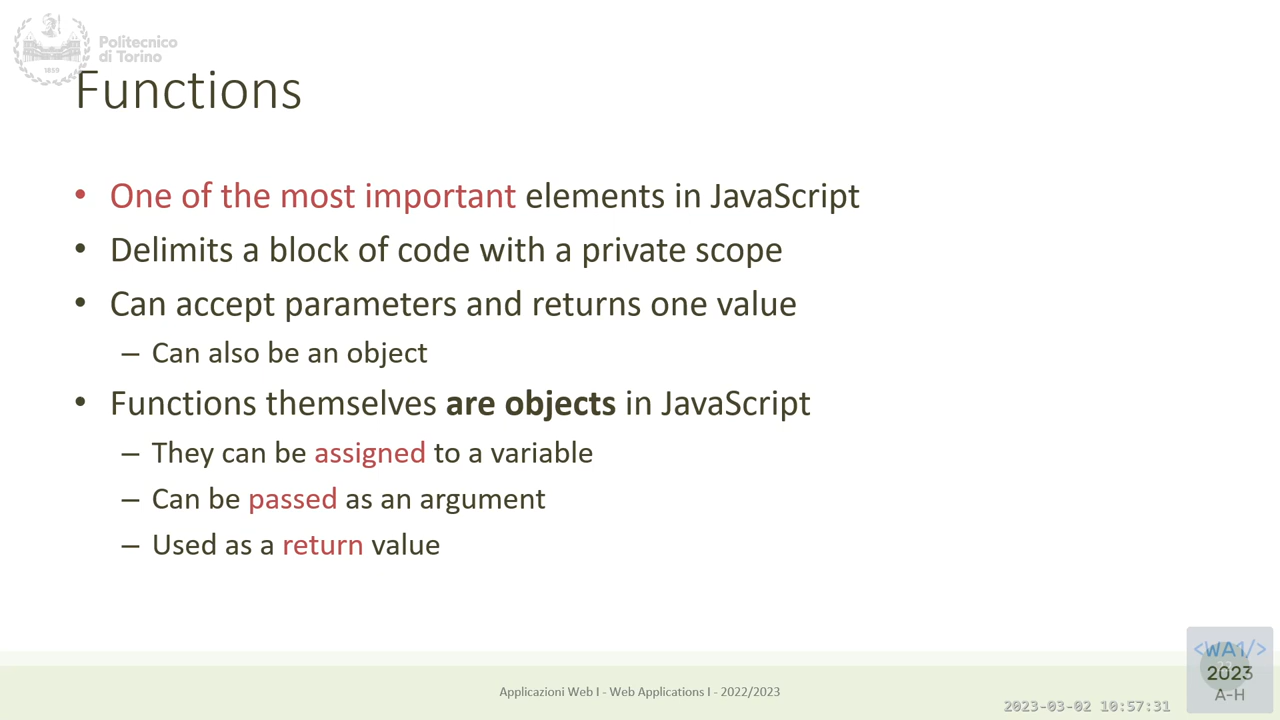 Politecnico
di Torino
1859
Functions
• One of the most important elements in JavaScript
• Delimits a block of code with a private scope
• Can accept parameters and returns one value
– Can also be an object
• Functions themselves are objects in JavaScript
– They can be assigned to a variable
– Can be passed as an argument
– Used as a return value
Applicazioni Web I - Web Applications I - 2022/2023
2023-03-02 10:57:31
<WA1/>
2023
A-H